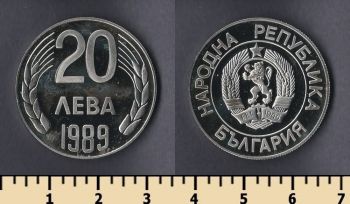 20
ЛЕВА
1989
НАРОДНА РЕПУБЛИКА
БЪЛГАРИЯ
1 2 3 4 5 6 7